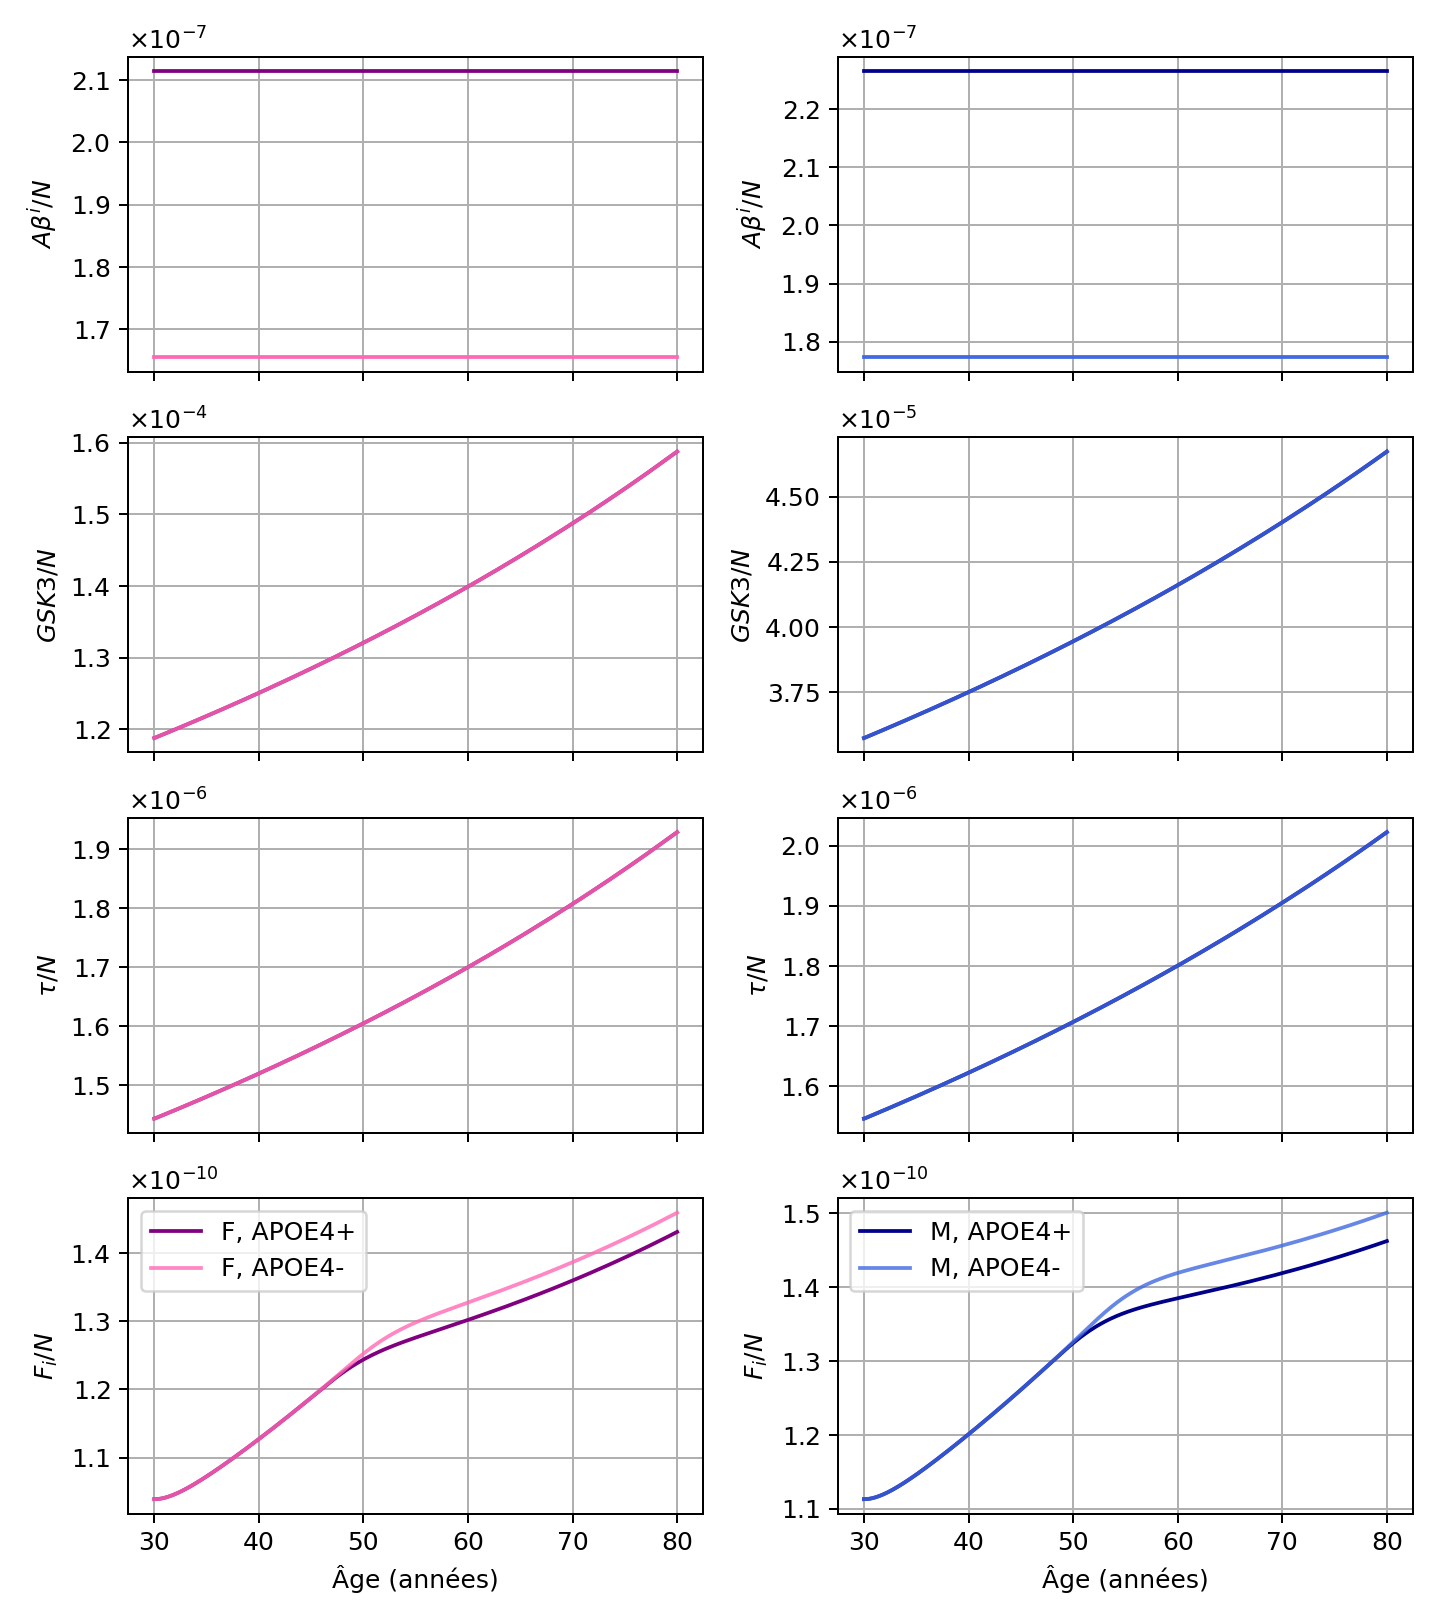 ×10⁻⁷
2.1
2.0
1.9
1.8
1.7
Aβⁱ/N
×10⁻⁷
2.2
2.1
2.0
1.9
1.8
Aβⁱ/N
×10⁻⁴
1.6
1.5
1.4
1.3
1.2
GSK3/N
×10⁻⁵
4.50
4.25
4.00
3.75
GSK3/N
×10⁻⁶
1.9
1.8
1.7
1.6
1.5
τ/N
×10⁻⁶
2.0
1.9
1.8
1.7
1.6
τ/N
×10⁻¹⁰
F, APOE4+
F, APOE4-
1.4
1.3
1.2
1.1
Fᵢ/N
30 40 50 60 70 80
Âge (années)
×10⁻¹⁰
M, APOE4+
M, APOE4-
1.5
1.4
1.3
1.2
1.1
Fᵢ/N
30 40 50 60 70 80
Âge (années)